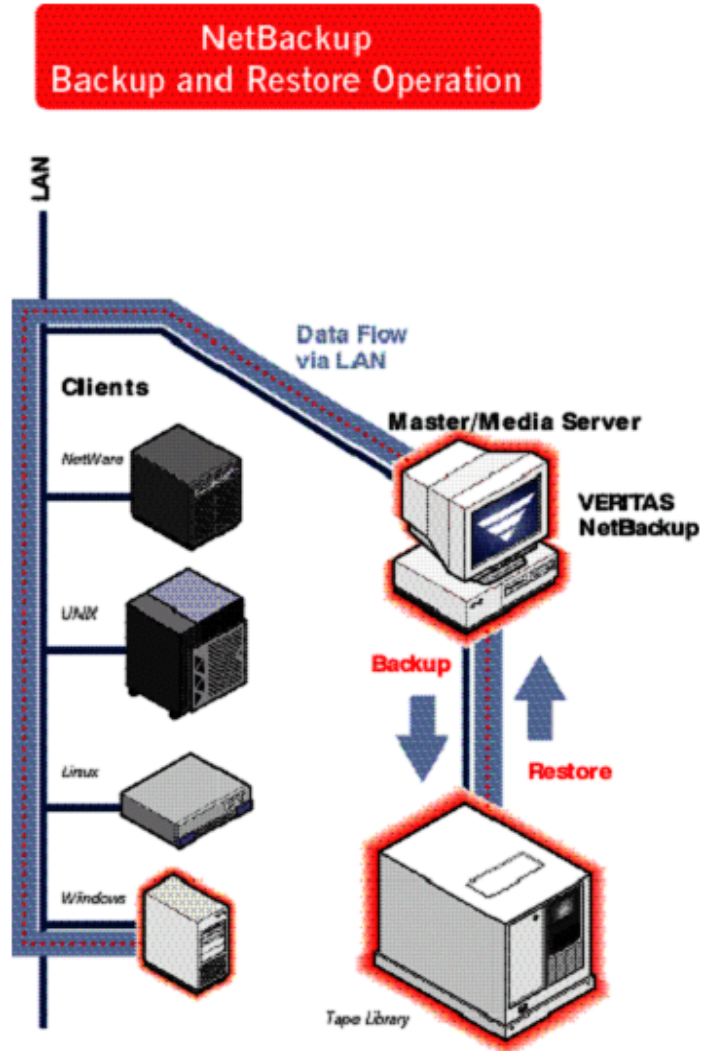 NetBackup
Backup and Restore Operation
LAN
Data Flow
via LAN
Clients
Master/Media Server
NetWare
VERITAS
NetBackup
UNIX
Backup
Restore
Linux
Windows
Tape Library